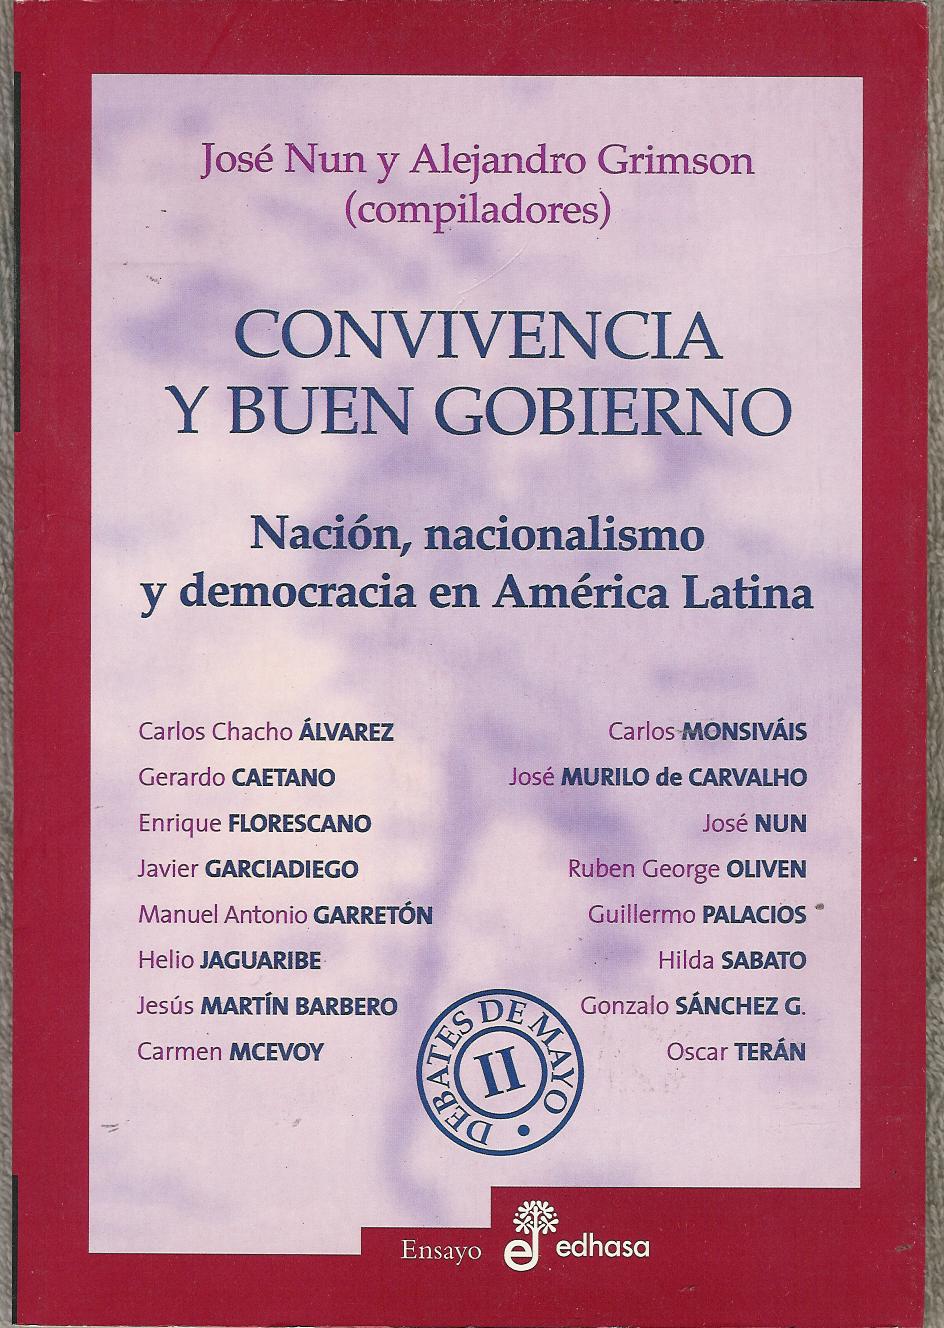 José Nun y Alejandro Grimson
(compiladores)
CONVIVENCIA
Y BUEN GOBIERNO
Nación, nacionalismo
y democracia en América Latina
Carlos Chacho ÁLVAREZ
Gerardo CAETANO
Enrique FLORESCANO
Javier GARCIADIEGO
Manuel Antonio GARRETÓN
Helio JAGUARIBE
Jesús MARTÍN BARBERO
Carmen MCEVOY
Carlos MONSIVÁIS
José MURILO de CARVALHO
José NUN
Ruben George OLIVEN
Guillermo PALACIOS
Hilda SABATO
Gonzalo SÁNCHEZ G.
Oscar TERÁN
DEBATES DE MAYO •
II
Ensayo
edhasa